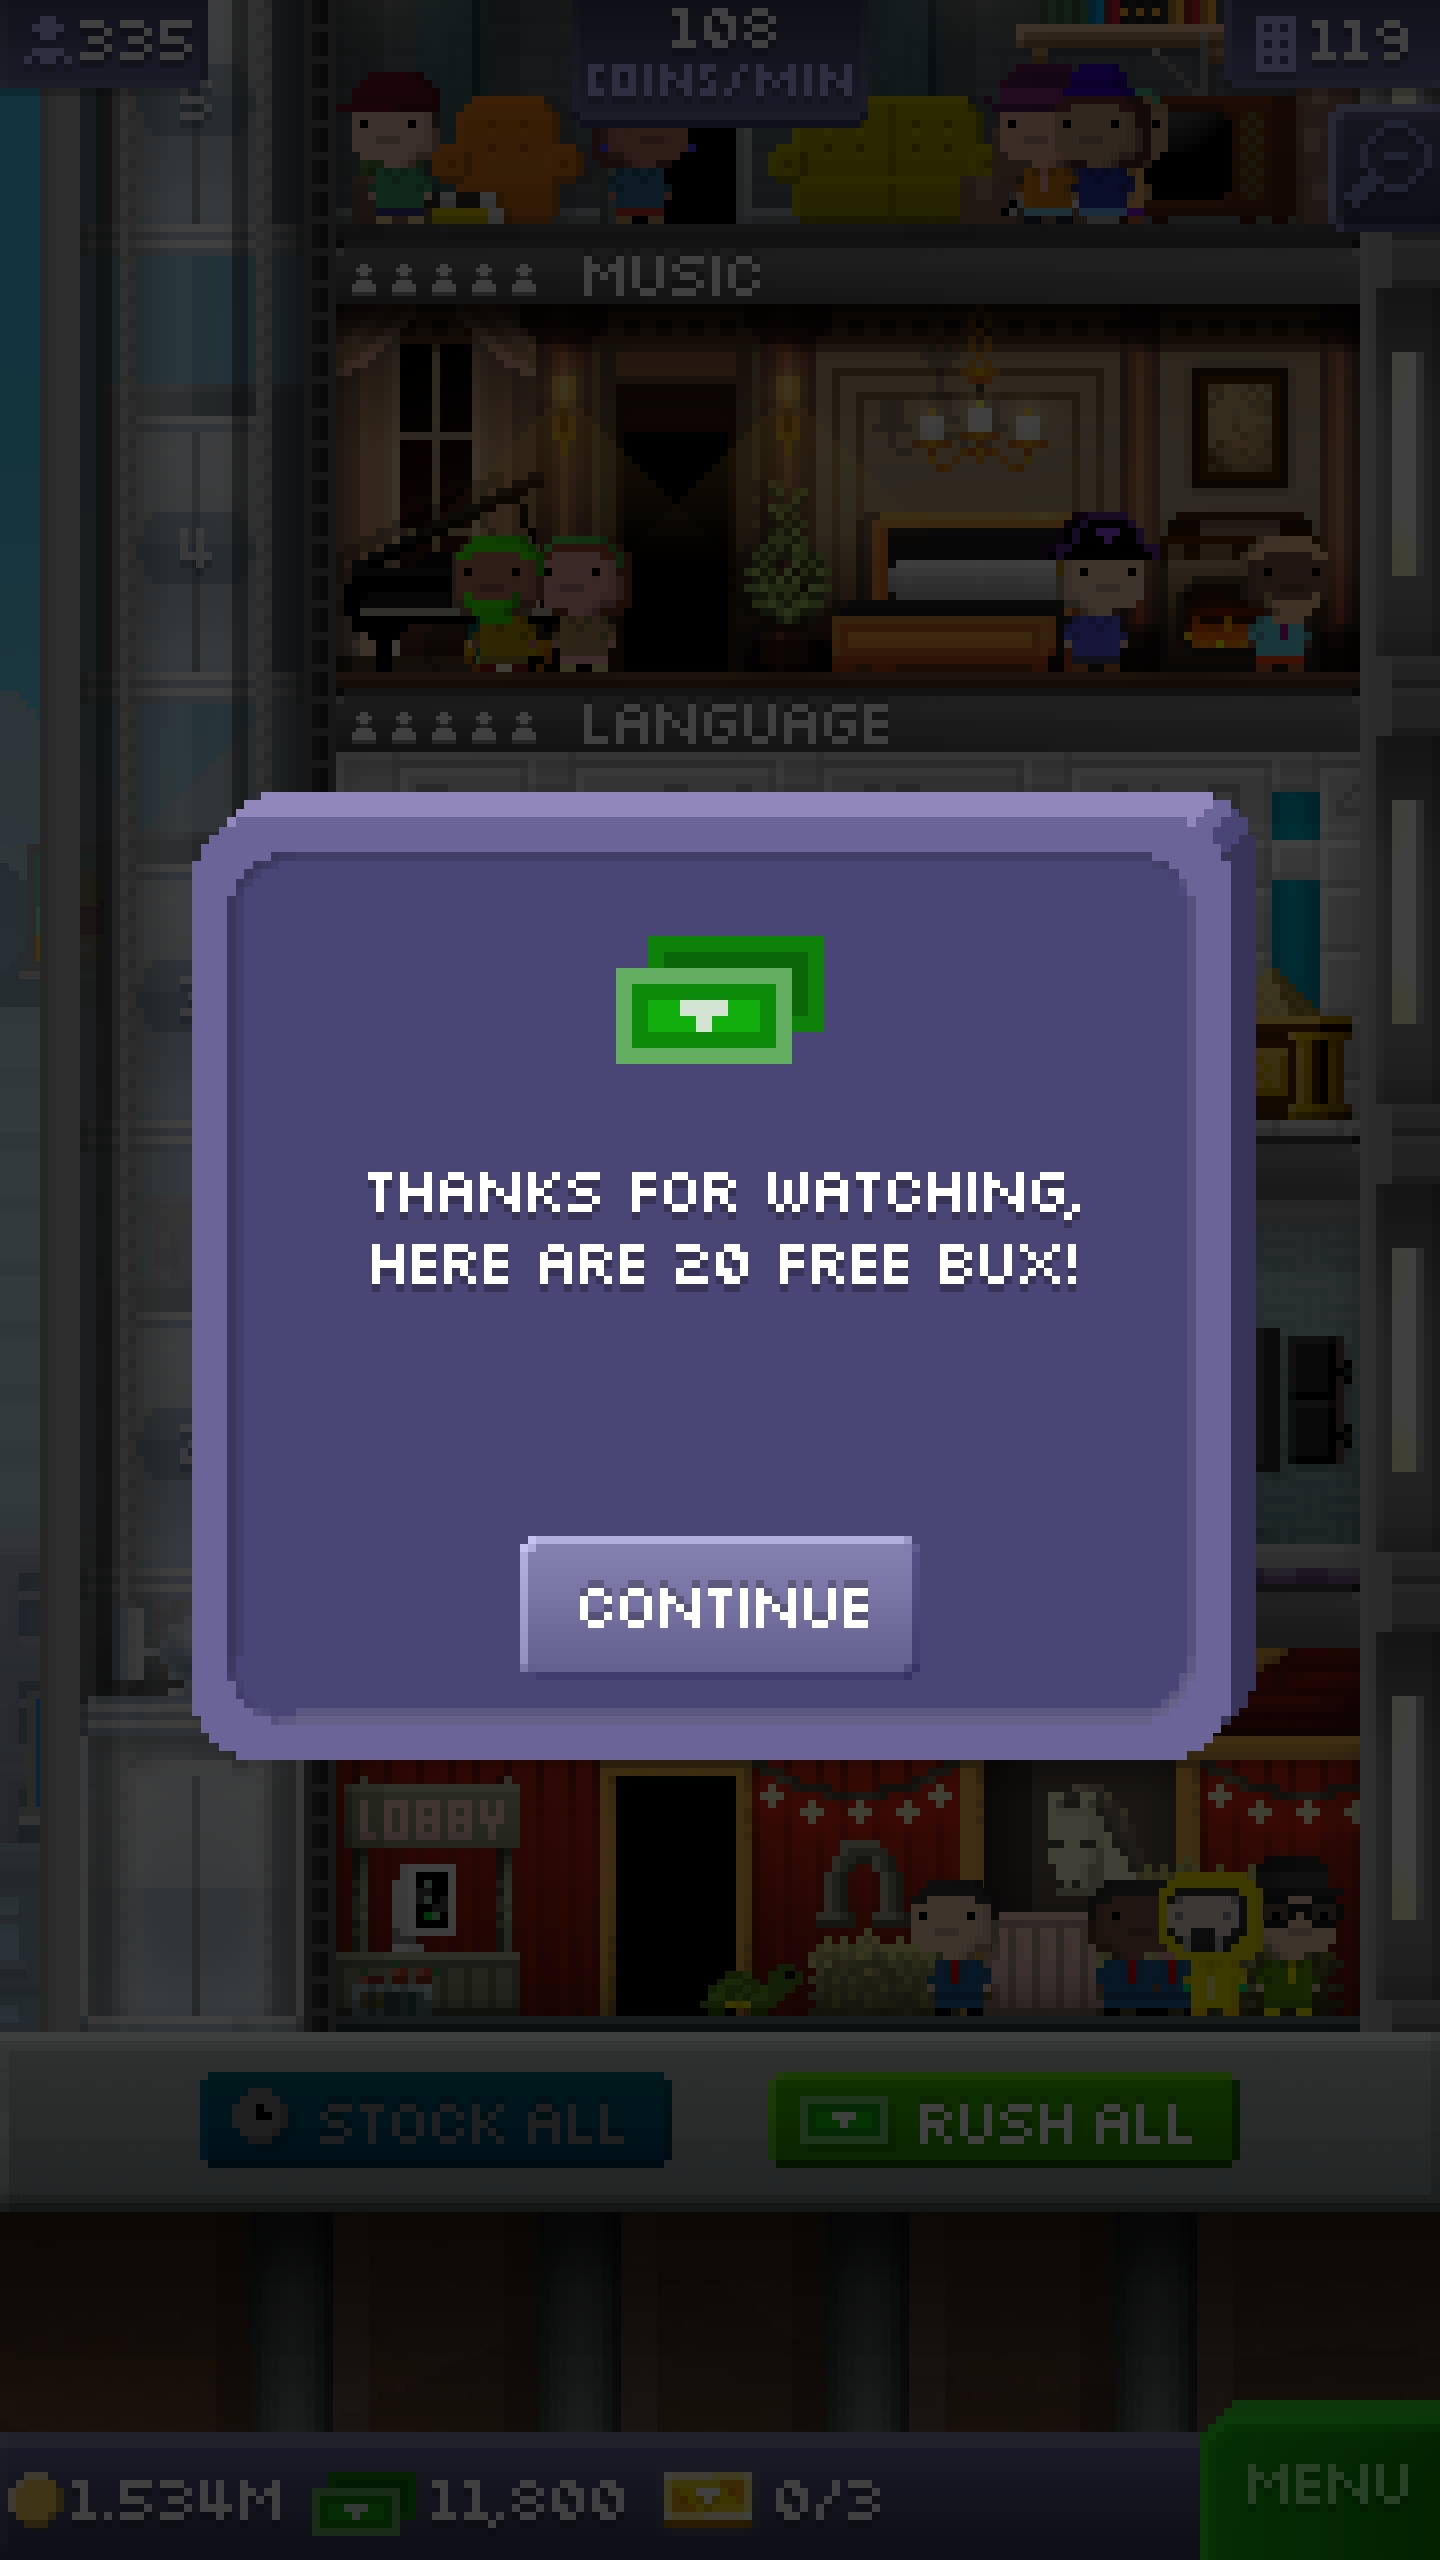 335
108
COINS/MIN
119
5
MUSIC
4
LANGUAGE
THANKS FOR WATCHING,
HERE ARE 20 FREE BUX!
CONTINUE
LOBBY
STOCK ALL
RUSH ALL
1.534M
11,800
0/3
MENU